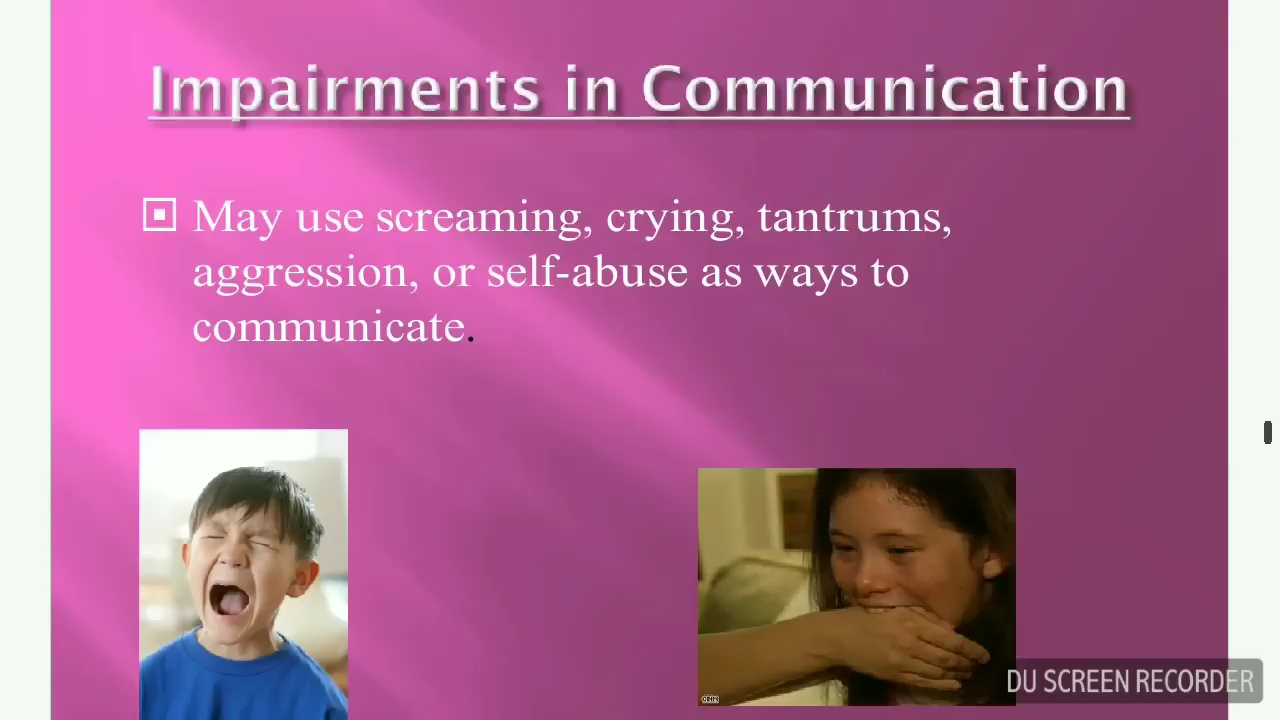 Impairments in Communication
May use screaming, crying, tantrums,
aggression, or self-abuse as ways to
communicate.
CNN
DU SCREEN RECORDER